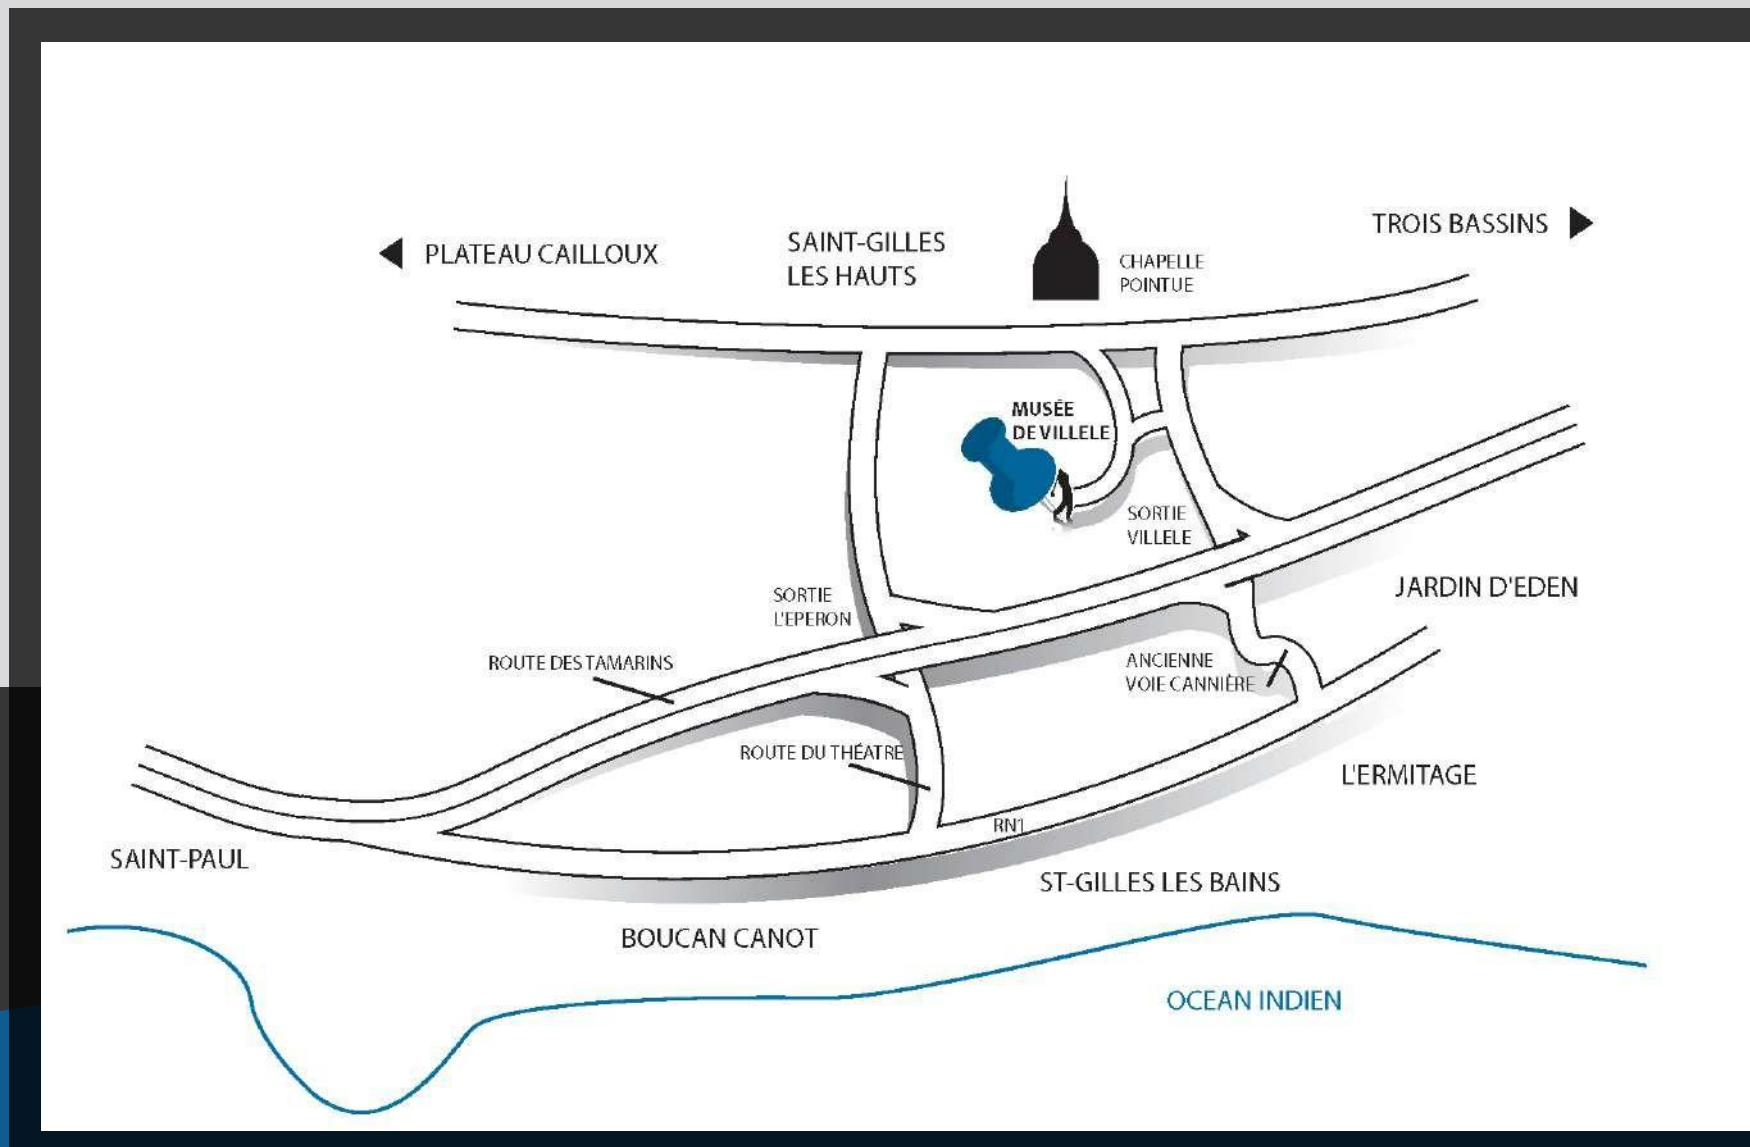 TROIS BASSINS
PLATEAU CAILLOUX
SAINT-GILLES
LES HAUTS
CHAPELLE
POINTUE
MUSÉE
DE VILLELE
SORTIE
VILLELE
SORTIE
L'EPERON
JARDIN D'EDEN
ROUTE DES TAMARINS
ANCIENNE
VOIE CANNIÈRE
ROUTE DU THÉATRE
L'ERMITAGE
RN1
SAINT-PAUL
ST-GILLES LES BAINS
BOUCAN CANOT
OCEAN INDIEN